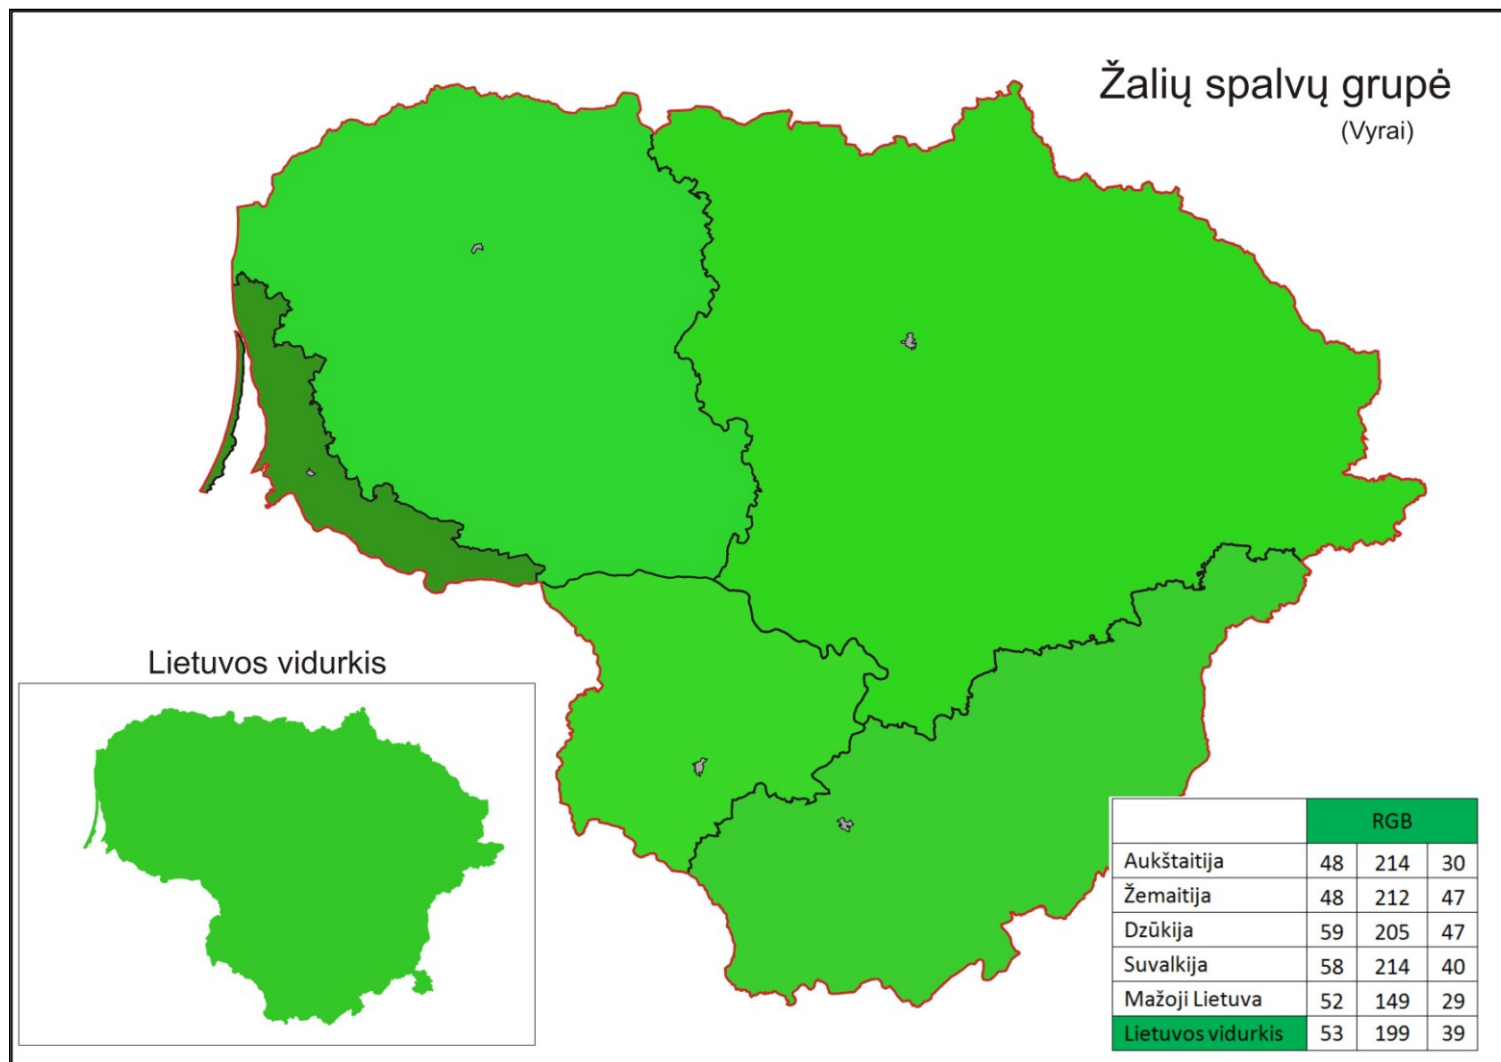 Žalių spalvų grupė
(Vyrai)
Lietuvos vidurkis
RGB
Aukštaitija 48 214 30
Žemaitija 48 212 47
Dzūkija 59 205 47
Suvalkija 58 214 40
Mažoji Lietuva 52 149 29
Lietuvos vidurkis 53 199 39